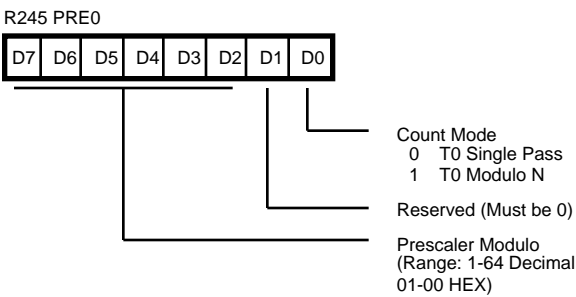 R245 PRE0
D7 D6 D5 D4 D3 D2 D1 D0
Count Mode
0 T0 Single Pass
1 T0 Modulo N
Reserved (Must be 0)
Prescaler Modulo
(Range: 1-64 Decimal
01-00 HEX)